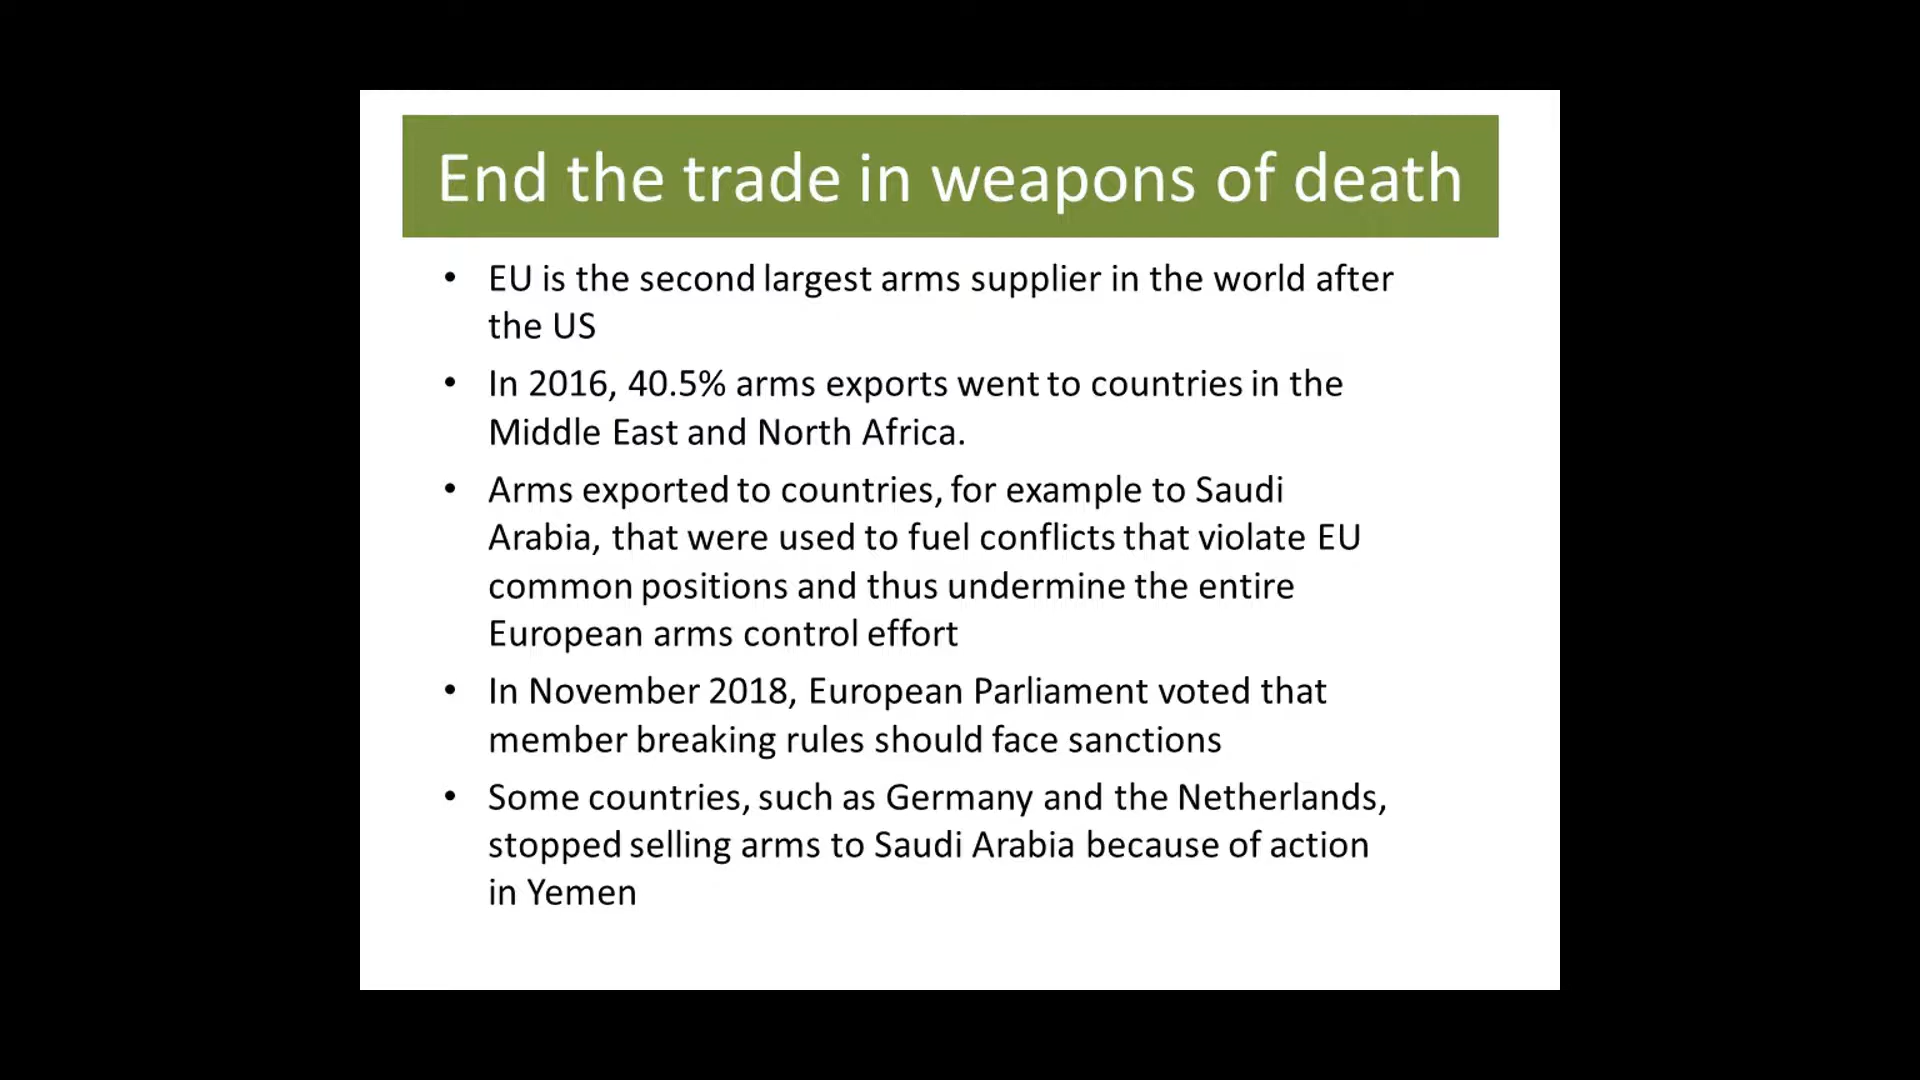 End the trade in weapons of death
• EU is the second largest arms supplier in the world after
the US
• In 2016, 40.5% arms exports went to countries in the
Middle East and North Africa.
• Arms exported to countries, for example to Saudi
Arabia, that were used to fuel conflicts that violate EU
common positions and thus undermine the entire
European arms control effort
• In November 2018, European Parliament voted that
member breaking rules should face sanctions
• Some countries, such as Germany and the Netherlands,
stopped selling arms to Saudi Arabia because of action
in Yemen